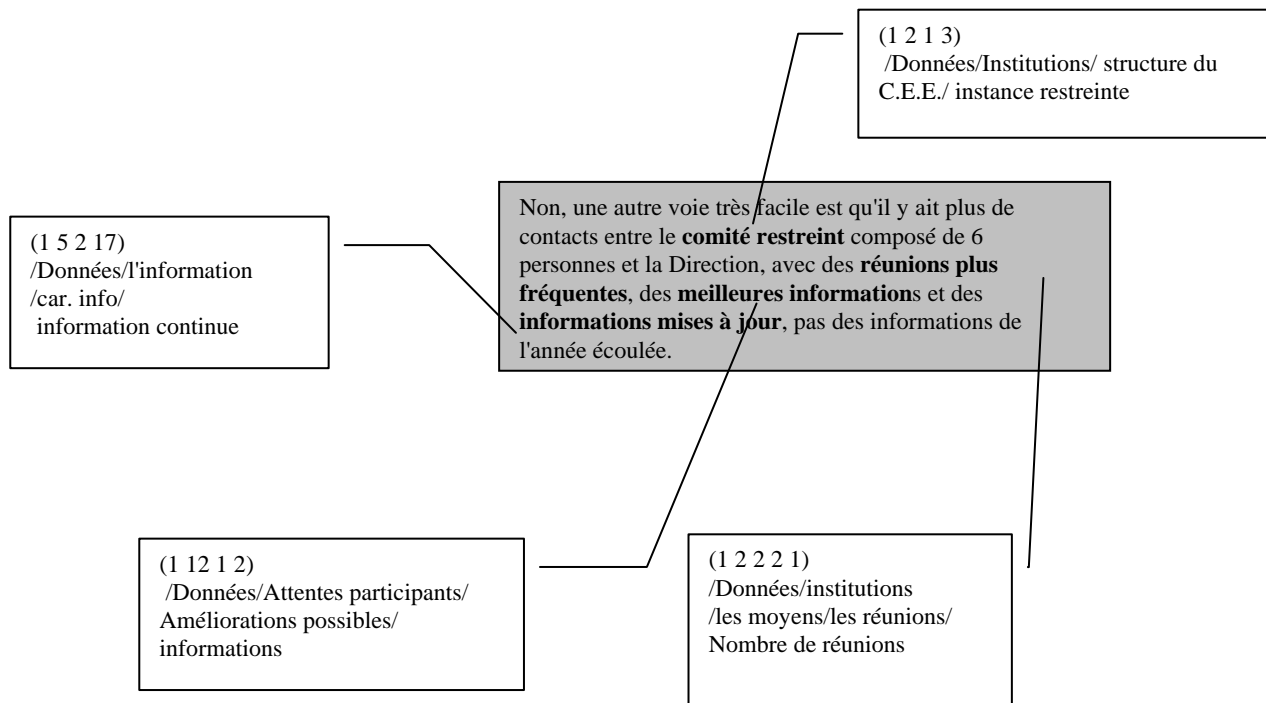 (1 2 1 3)
/Données/Institutions/ structure du
C.E.E./ instance restreinte
Non, une autre voie très facile est qu'il y ait plus de
contacts entre le comité restreint composé de 6
personnes et la Direction, avec des réunions plus
fréquentes, des meilleures informations et des
informations mises à jour, pas des informations de
l'année écoulée.
(1 5 2 17)
/Données/l'information
/car. info/
information continue
(1 12 1 2)
/Données/Attentes participants/
Améliorations possibles/
informations
(1 2 2 2 1)
/Données/institutions
/les moyens/les réunions/
Nombre de réunions